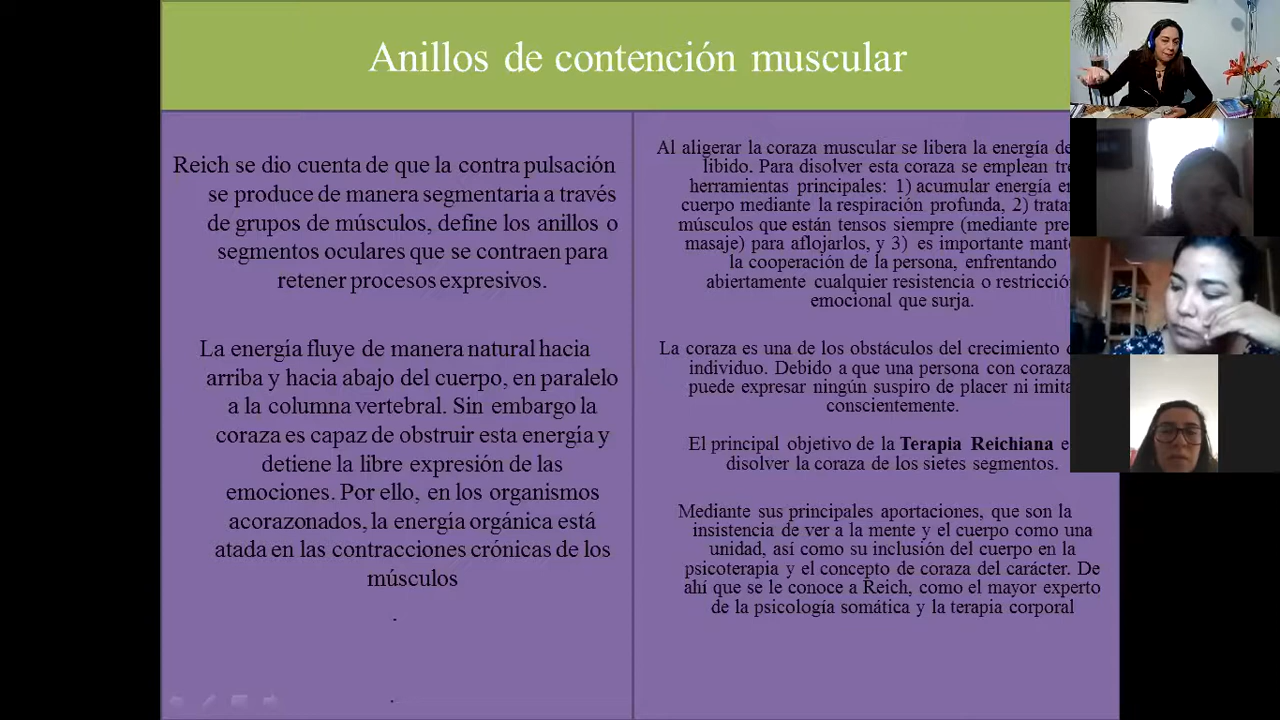 Anillos de contención muscular
Reich se dio cuenta de que la contra pulsación
se produce de manera segmentaria a través
de grupos de músculos, define los anillos o
segmentos oculares que se contraen para
retener procesos expresivos.
La energía fluye de manera natural hacia
arriba y hacia abajo del cuerpo, en paralelo
a la columna vertebral. Sin embargo la
coraza es capaz de obstruir esta energía y
detiene la libre expresión de las
emociones. Por ello, en los organismos
acorazonados, la energía orgánica está
atada en las contracciones crónicas de los
músculos
.
.
Al aligerar la coraza muscular se libera la energía
libido. Para disolver esta coraza se emplean
herramientas principales: 1) acumular energía
cuerpo mediante la respiración profunda, 2)
músculos que están tensos siempre (mediante
masaje) para aflojarlos, y 3) es importante
la cooperación de la persona, enfrentando
abiertamente cualquier resistencia o
emocional que surja.
La coraza es una de los obstáculos del crecimiento
individuo. Debido a que una persona con coraza
puede expresar ningún suspiro de placer ni
conscientemente.
El principal objetivo de la Terapia Reichiana
disolver la coraza de los sietes segmentos.
Mediante sus principales aportaciones, que son la
insistencia de ver a la mente y el cuerpo como una
unidad, así como su inclusión del cuerpo en la
psicoterapia y el concepto de coraza del carácter. De
ahí que se le conoce a Reich, como el mayor experto
de la psicología somática y la terapia corporal